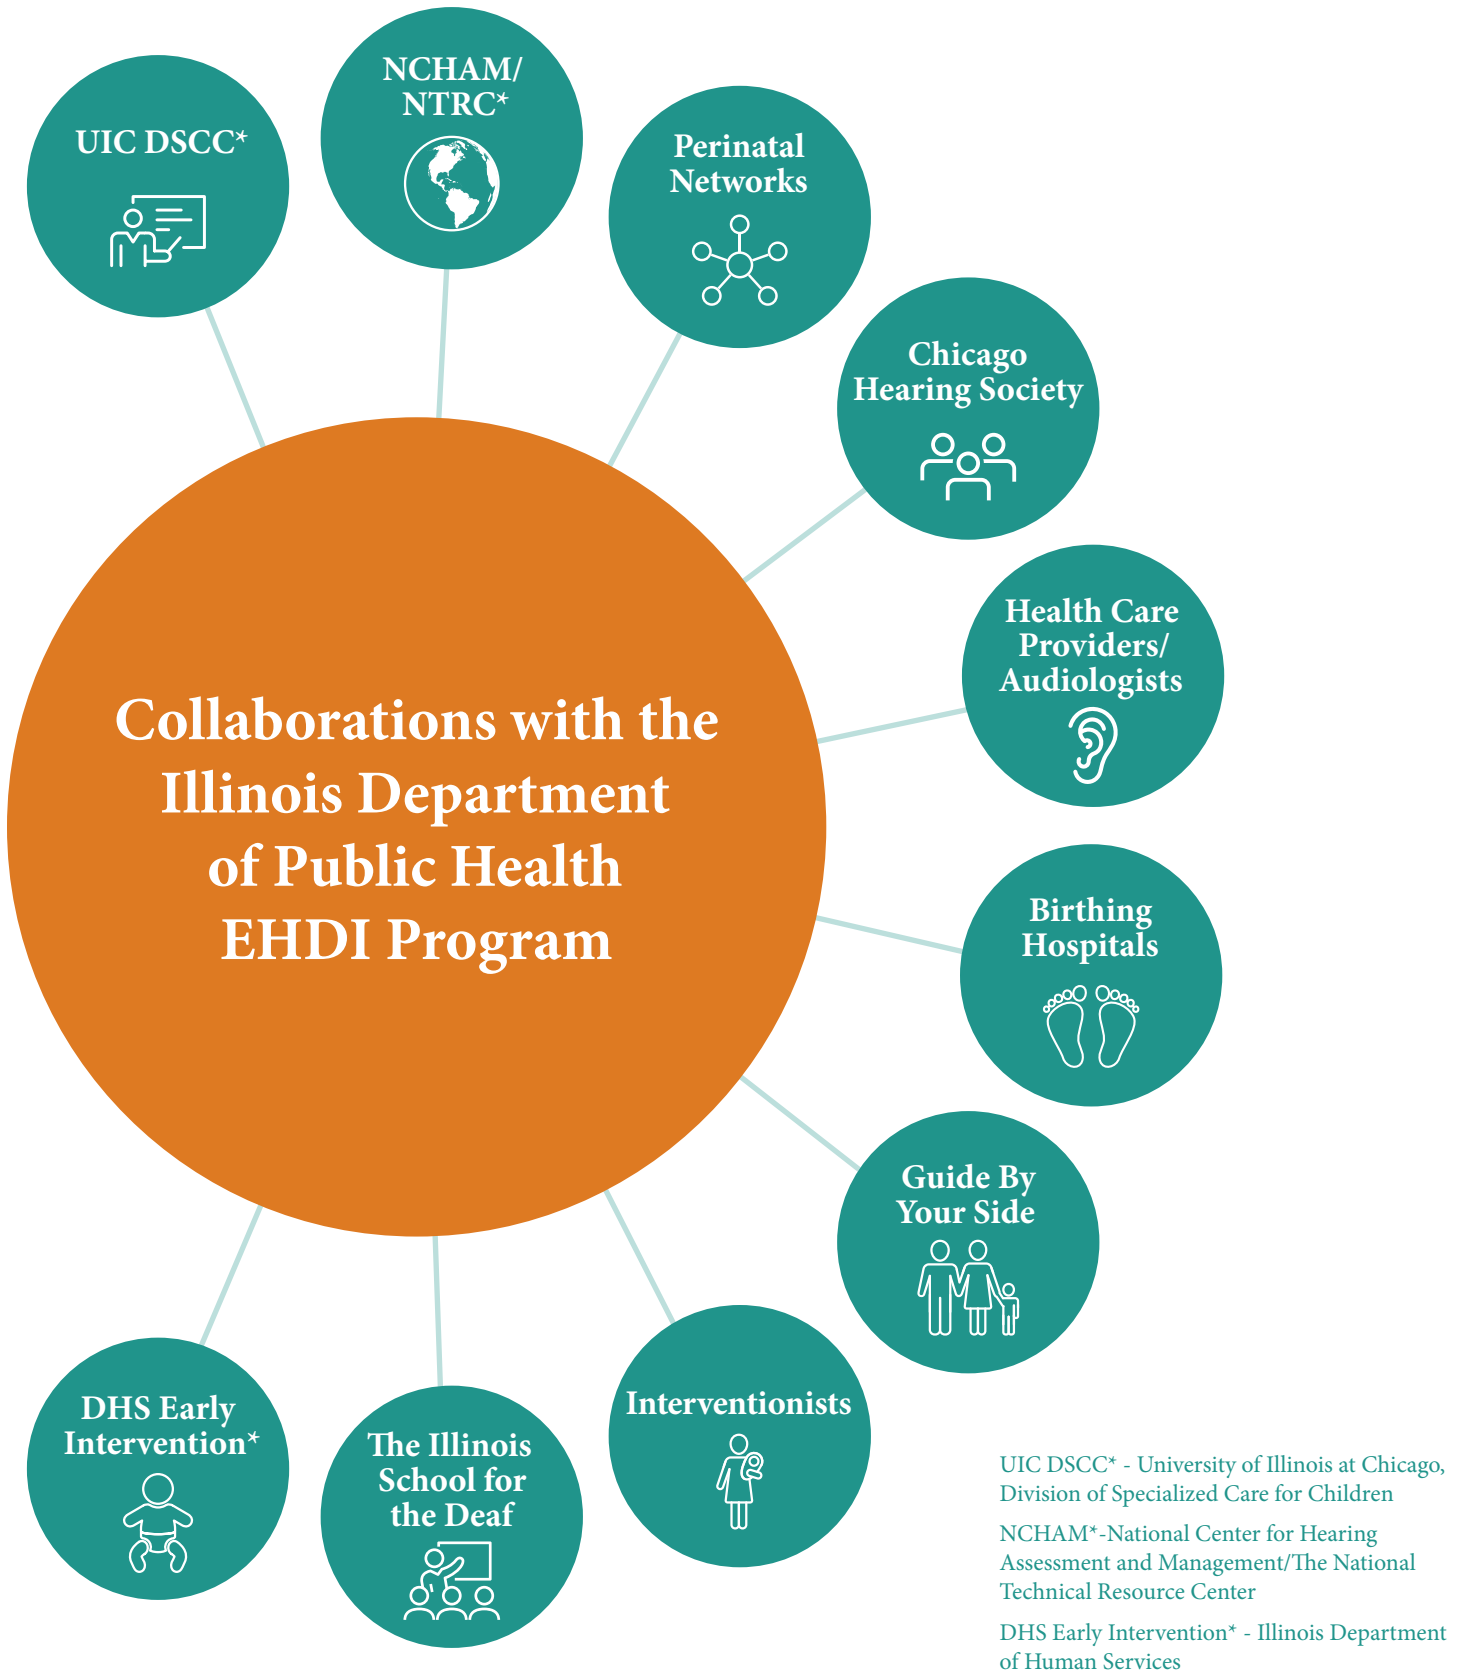 UIC DSCC*
NCHAM/
NTRC*
Perinatal
Networks
Chicago
Hearing Society
Health Care
Providers/
Audiologists
Collaborations with the
Illinois Department
of Public Health
EHDI Program
Birthing
Hospitals
Guide By
Your Side
Interventionists
The Illinois
School for
the Deaf
DHS Early
Intervention*
UIC DSCC* - University of Illinois at Chicago,
Division of Specialized Care for Children
NCHAM*-National Center for Hearing
Assessment and Management/The National
Technical Resource Center
DHS Early Intervention* - Illinois Department
of Human Services